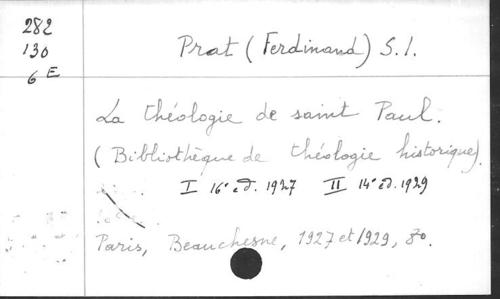 282
130
6 E
Prat (Ferdinand) S.J.
La théologie de saint Paul.
(Bibliothèque de théologie historique).
I 16e éd. 1927 II 14e éd. 1929
Paris, Beauchesne, 1927 et 1929, 8o.